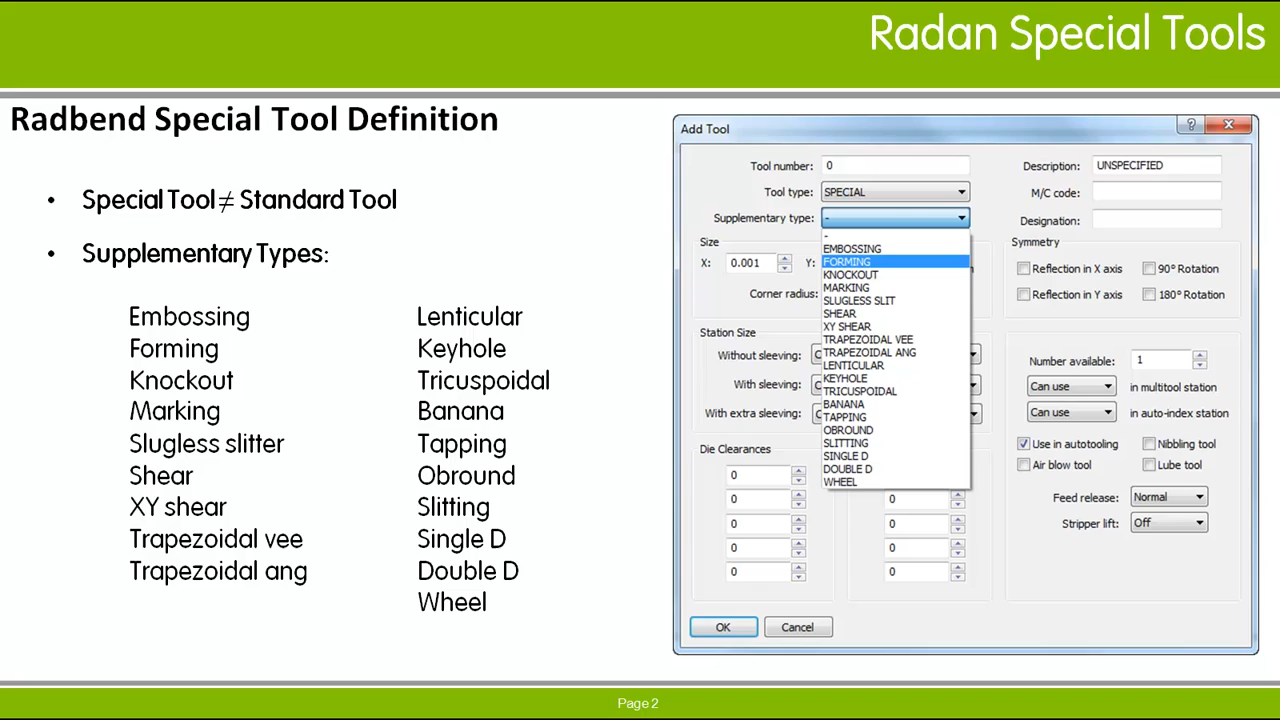 Radan Special Tools
Radbend Special Tool Definition
• Special Tool ≠ Standard Tool
• Supplementary Types:
Embossing
Forming
Knockout
Marking
Slugless slitter
Shear
XY shear
Trapezoidal vee
Trapezoidal ang
Lenticular
Keyhole
Tricuspoidal
Banana
Tapping
Obround
Slitting
Single D
Double D
Wheel
Add Tool
Tool number: 0
Tool type: SPECIAL
Supplementary type: -
-
EMBOSSING
FORMING
KNOCKOUT
MARKING
SLUGLESS SLIT
SHEAR
XY SHEAR
TRAPEZOIDAL VEE
TRAPEZOIDAL ANG
LENTICULAR
KEYHOLE
TRICUSPOIDAL
BANANA
TAPPING
OBROUND
SLITTING
SINGLE D
DOUBLE D
WHEEL
Size
X: 0.001 Y:
Corner radius:
Station Size
Without sleeving:
With sleeving:
With extra sleeving:
Die Clearances
0
0
0
0
0
0
0
0
0
Description: UNSPECIFIED
M/C code:
Designation:
Symmetry
Reflection in X axis 90° Rotation
Reflection in Y axis 180° Rotation
Number available: 1
Can use in multitool station
Can use in auto-index station
Use in autotooling Nibbling tool
Air blow tool Lube tool
Feed release: Normal
Stripper lift: Off
OK Cancel
Page 2